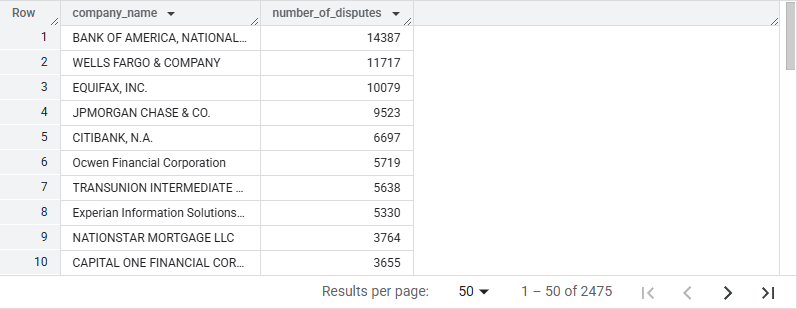 Row company_name number_of_disputes
1 BANK OF AMERICA, NATIONAL... 14387
2 WELLS FARGO & COMPANY 11717
3 EQUIFAX, INC. 10079
4 JPMORGAN CHASE & CO. 9523
5 CITIBANK, N.A. 6697
6 Ocwen Financial Corporation 5719
7 TRANSUNION INTERMEDIATE ... 5638
8 Experian Information Solutions... 5330
9 NATIONSTAR MORTGAGE LLC 3764
10 CAPITAL ONE FINANCIAL COR... 3655
Results per page: 50 1 – 50 of 2475